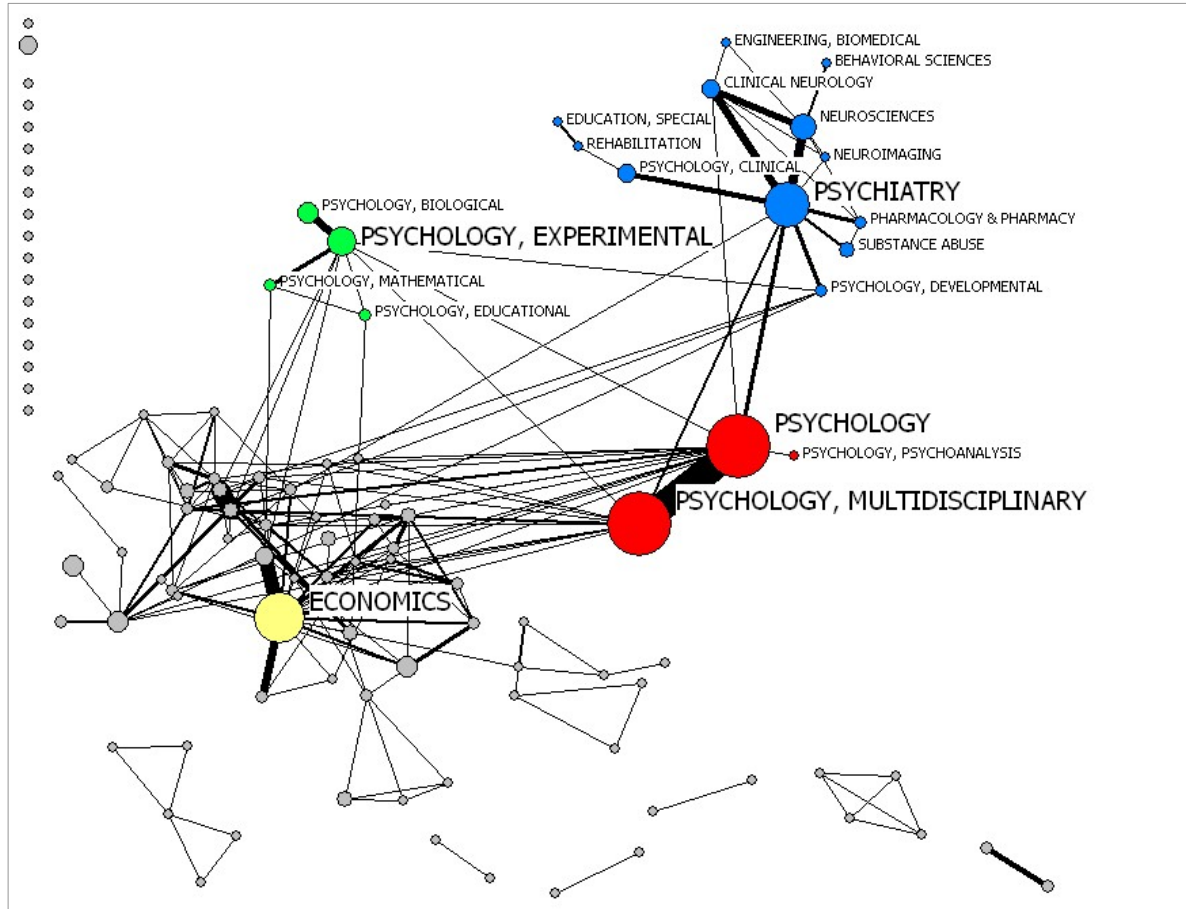 ENGINEERING, BIOMEDICAL
BEHAVIORAL SCIENCES
CLINICAL NEUROLOGY
EDUCATION, SPECIAL
NEUROSCIENCES
REHABILITATION
NEUROIMAGING
PSYCHOLOGY, CLINICAL
PSYCHIATRY
PSYCHOLOGY, BIOLOGICAL
PHARMACOLOGY & PHARMACY
PSYCHOLOGY, EXPERIMENTAL
SUBSTANCE ABUSE
PSYCHOLOGY, MATHEMATICAL
PSYCHOLOGY, DEVELOPMENTAL
PSYCHOLOGY, EDUCATIONAL
PSYCHOLOGY
PSYCHOLOGY, PSYCHOANALYSIS
PSYCHOLOGY, MULTIDISCIPLINARY
ECONOMICS